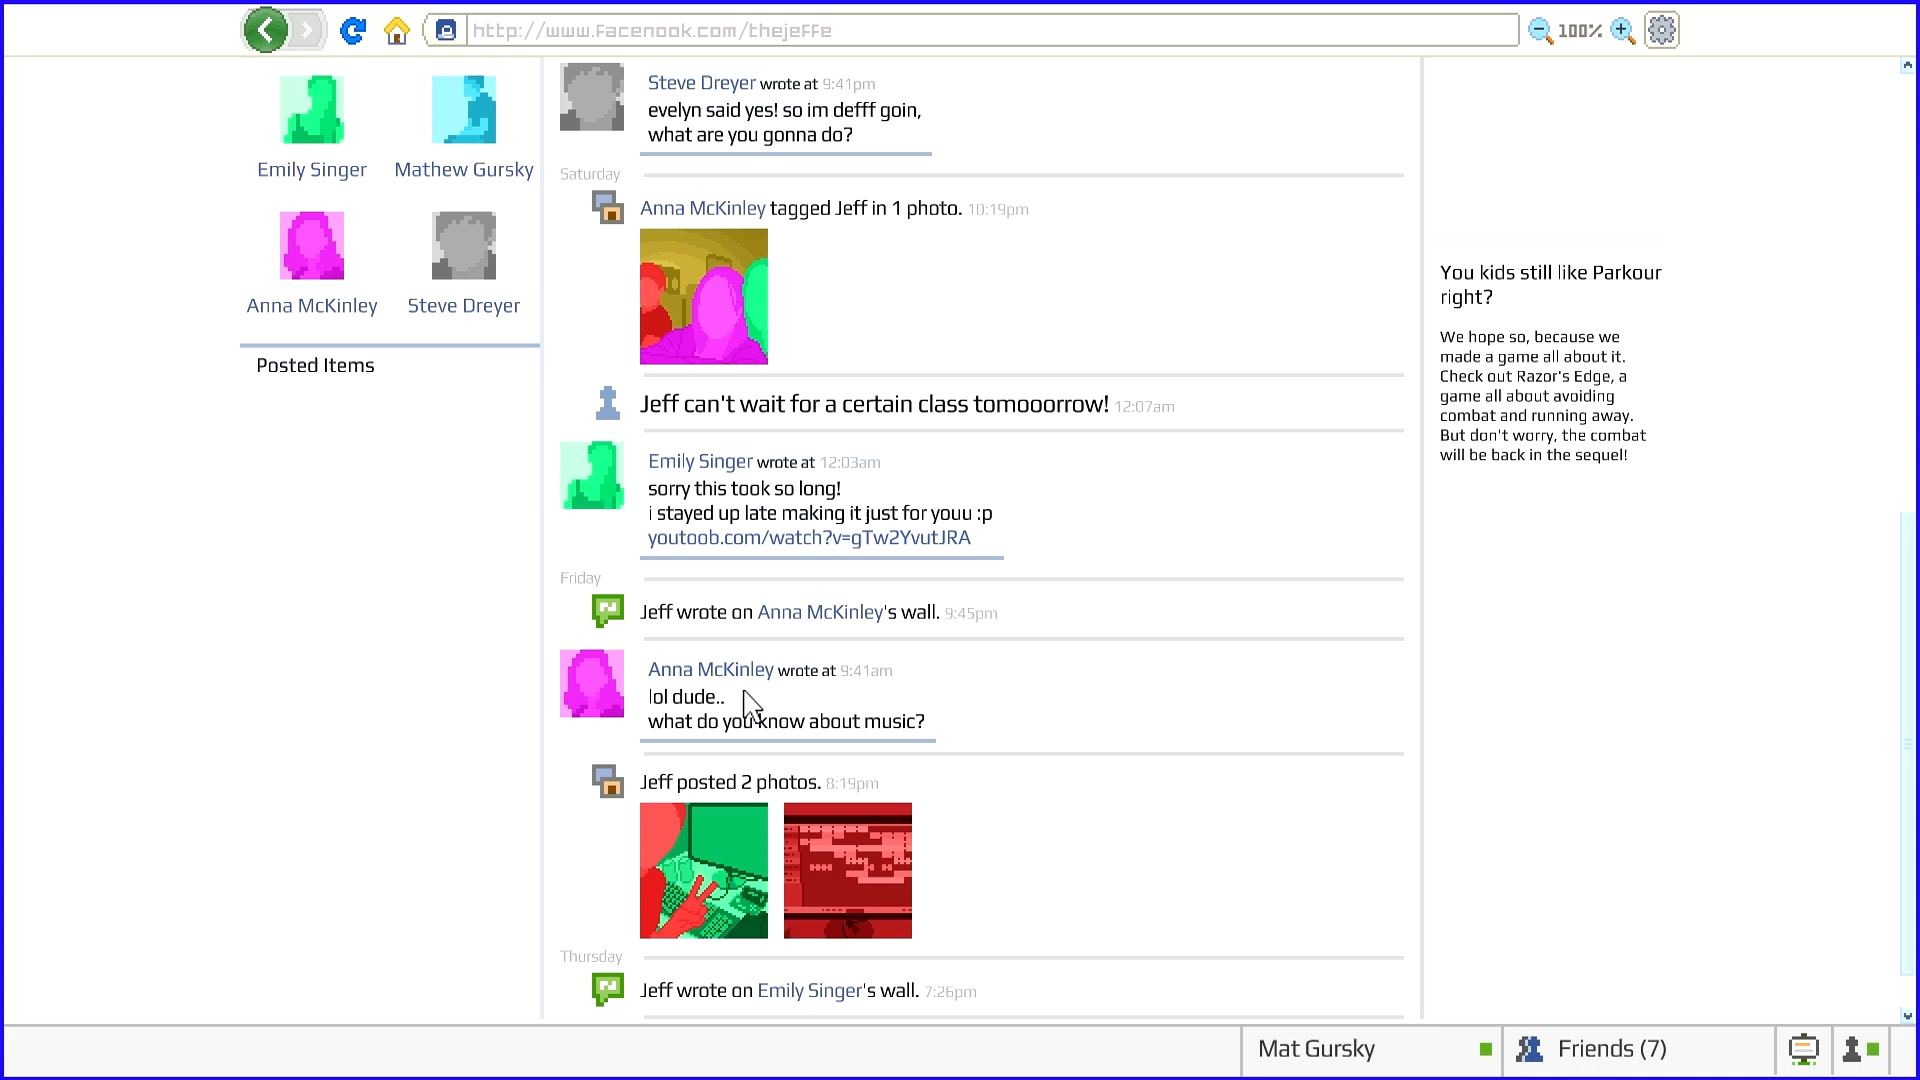 http://www.facenook.com/thejeffe
100%
Emily Singer
Mathew Gursky
Anna McKinley
Steve Dreyer
Posted Items
Steve Dreyer wrote at 9:41pm
evelyn said yes! so im defff goin,
what are you gonna do?
Saturday
Anna McKinley tagged Jeff in 1 photo. 10:19pm
Jeff can't wait for a certain class tomooorrow! 12:07am
Emily Singer wrote at 12:03am
sorry this took so long!
i stayed up late making it just for youu :p
youtoob.com/watch?v=gTw2YvutJRA
Friday
Jeff wrote on Anna McKinley's wall. 9:45pm
Anna McKinley wrote at 9:41am
lol dude..
what do you know about music?
Jeff posted 2 photos. 8:19pm
Thursday
Jeff wrote on Emily Singer's wall. 7:26pm
You kids still like Parkour
right?
We hope so, because we
made a game all about it.
Check out Razor's Edge, a
game all about avoiding
combat and running away.
But don't worry, the combat
will be back in the sequel!
Mat Gursky
Friends (7)